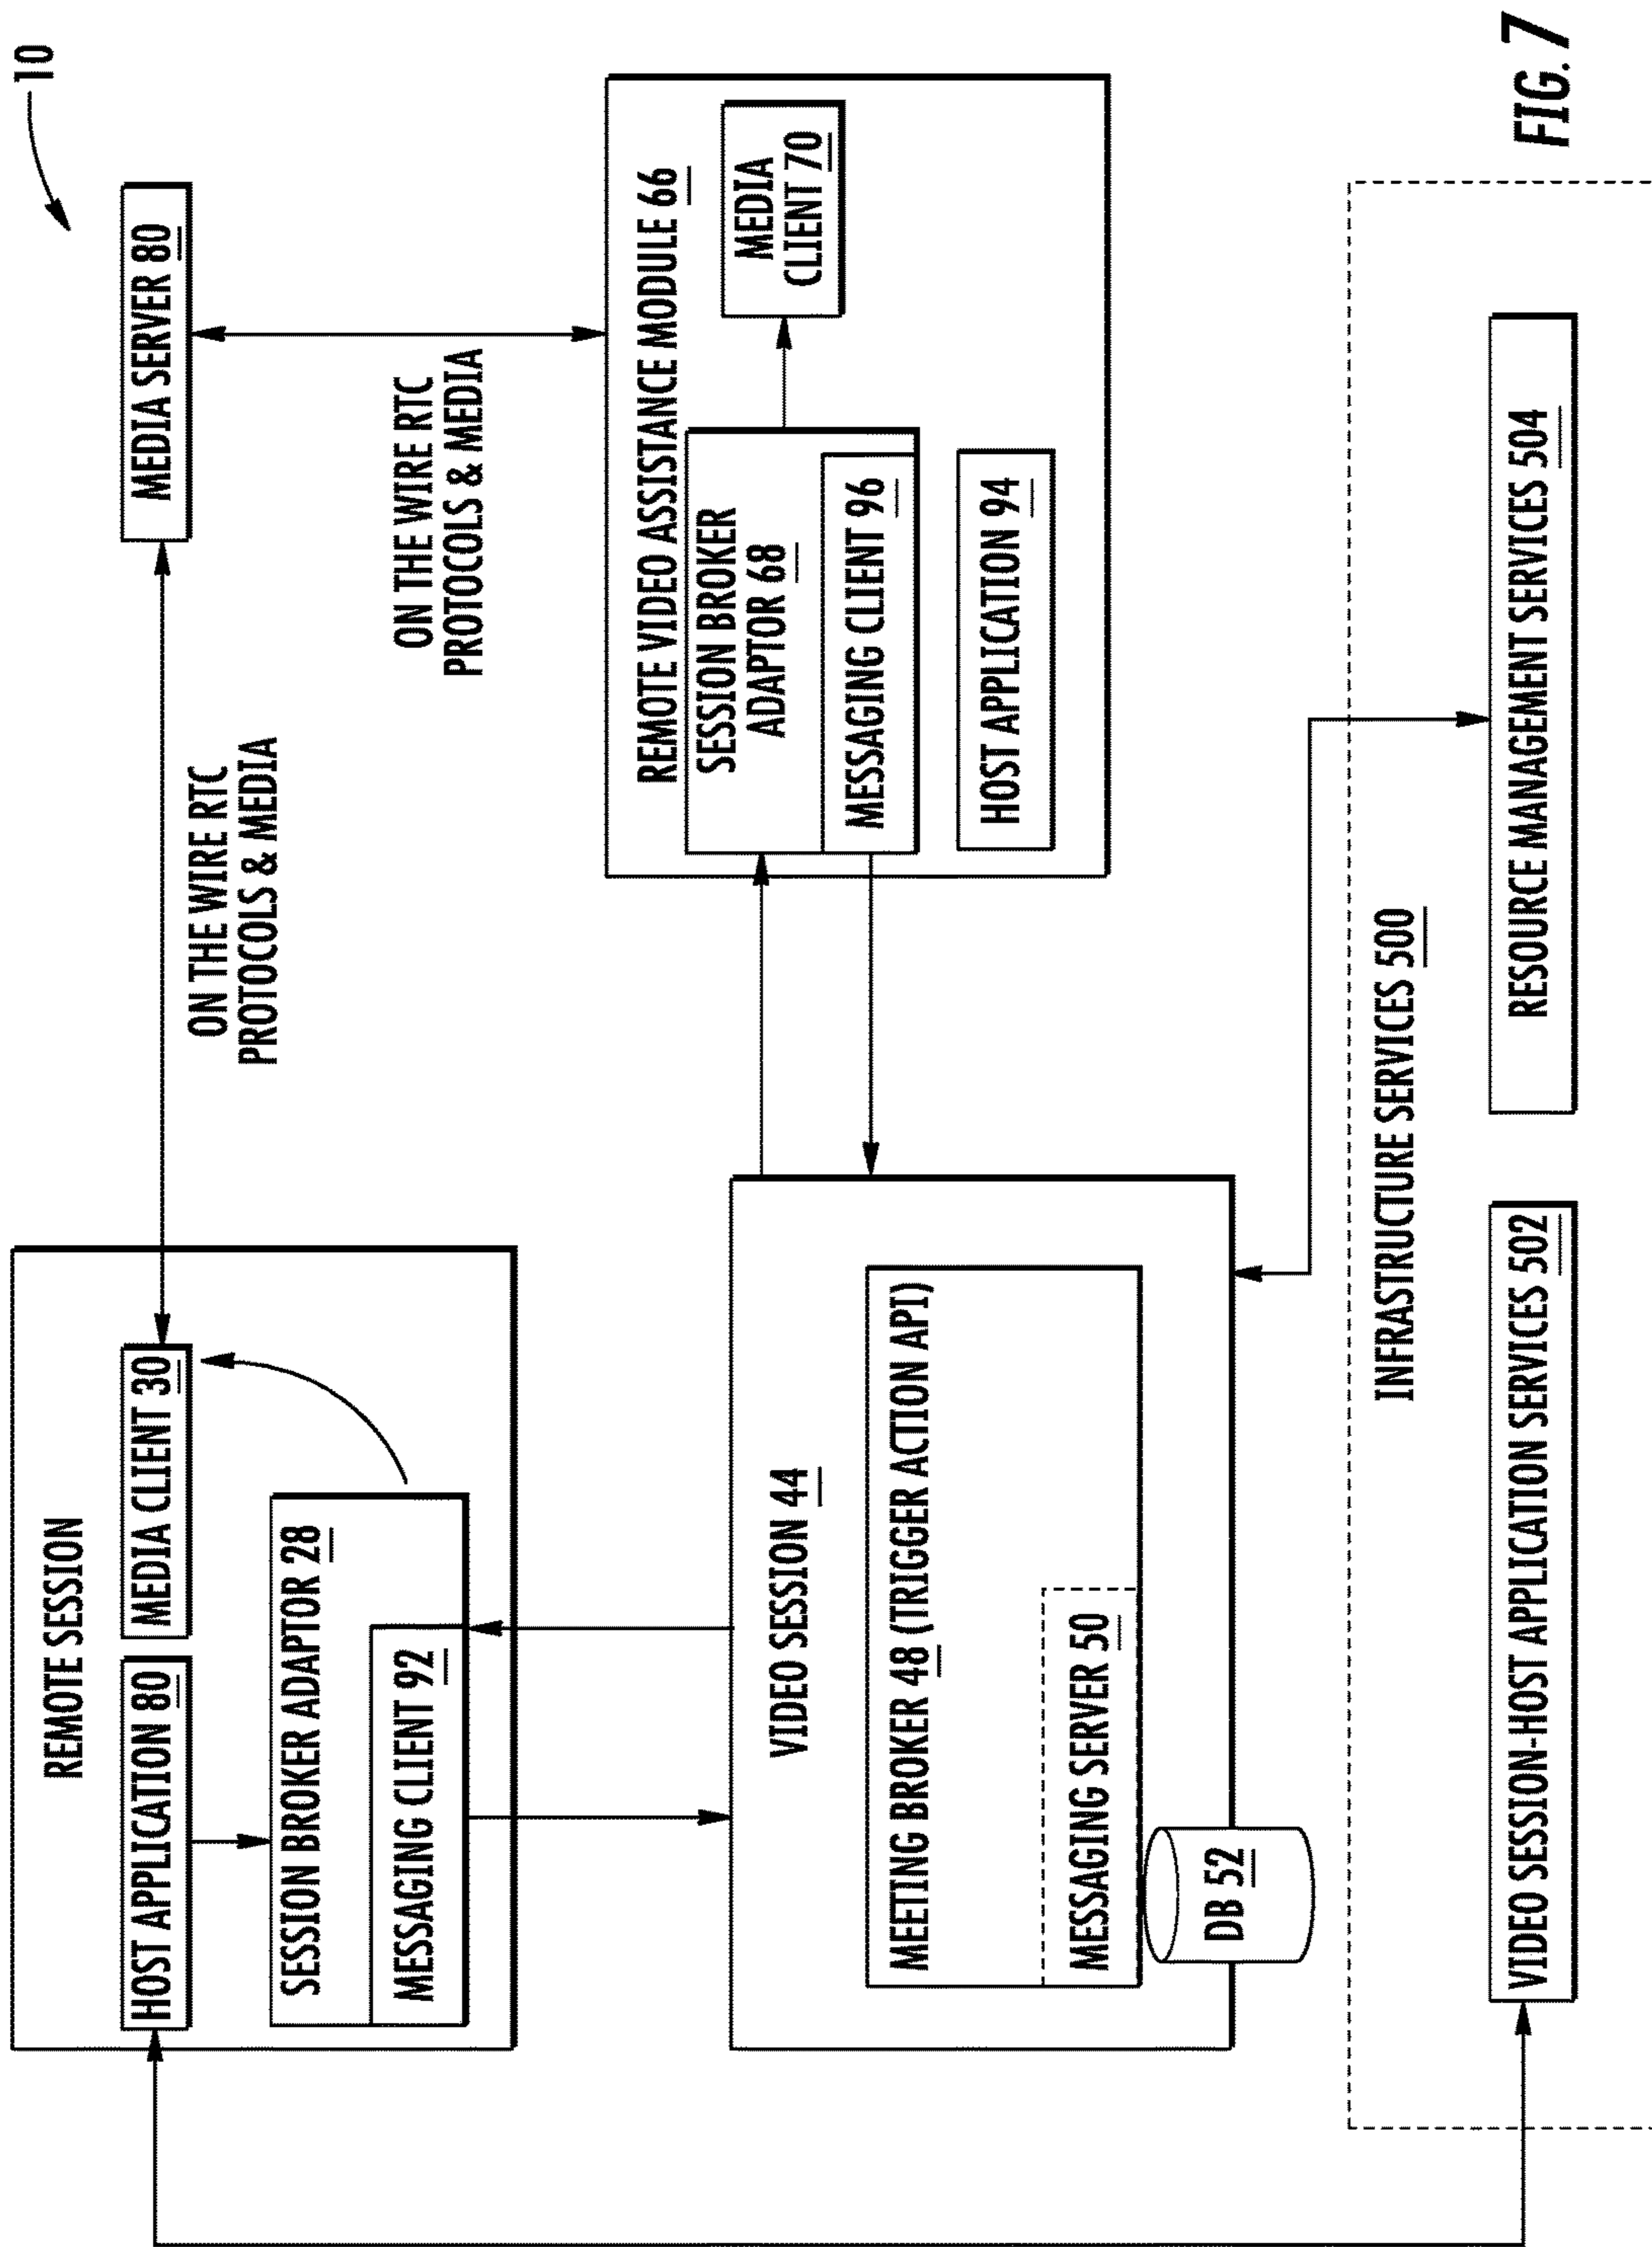 10
REMOTE SESSION
HOST APPLICATION 80
MEDIA CLIENT 30
MEDIA SERVER 80
ON THE WIRE RTC
PROTOCOLS & MEDIA
SESSION BROKER ADAPTOR 28
MESSAGING CLIENT 92
ON THE WIRE RTC
PROTOCOLS & MEDIA
REMOTE VIDEO ASSISTANCE MODULE 66
SESSION BROKER
ADAPTOR 68
MEDIA
CLIENT 70
MESSAGING CLIENT 96
HOST APPLICATION 94
VIDEO SESSION 44
MEETING BROKER 48 (TRIGGER ACTION API)
MESSAGING SERVER 50
DB 52
INFRASTRUCTURE SERVICES 500
VIDEO SESSION-HOST APPLICATION SERVICES 502
RESOURCE MANAGEMENT SERVICES 504
FIG. 7